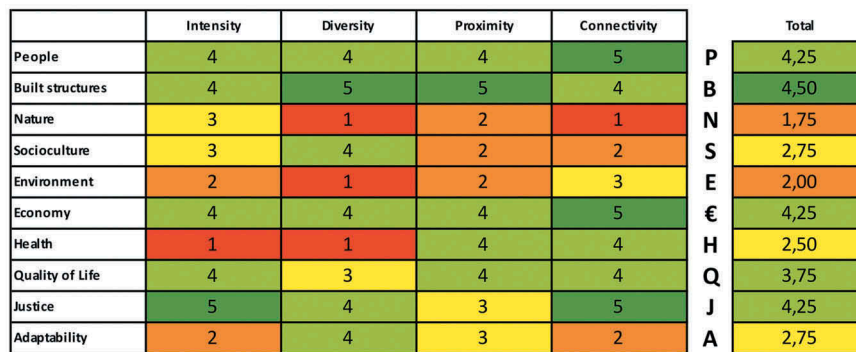 Intensity Diversity Proximity Connectivity Total
People 4 4 4 5 P 4,25
Built structures 4 5 5 4 B 4,50
Nature 3 1 2 1 N 1,75
Socioculture 3 4 2 2 S 2,75
Environment 2 1 2 3 E 2,00
Economy 4 4 4 5 € 4,25
Health 1 1 4 4 H 2,50
Quality of Life 4 3 4 4 Q 3,75
Justice 5 4 3 5 J 4,25
Adaptability 2 4 3 2 A 2,75